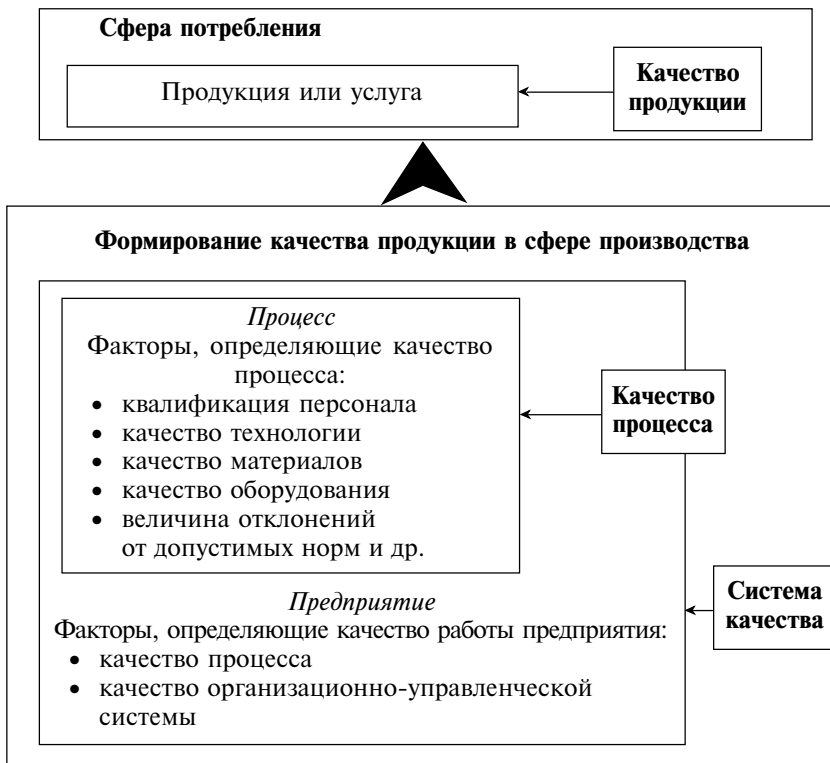 Сфера потребления
Продукция или услуга
Качество
продукции
Формирование качества продукции в сфере производства
Процесс
Факторы, определяющие качество
процесса:
• квалификация персонала
• качество технологии
• качество материалов
• качество оборудования
• величина отклонений
от допустимых норм и др.
Качество
процесса
Предприятие
Факторы, определяющие качество работы предприятия:
• качество процесса
• качество организационно-управленческой
системы
Система
качества